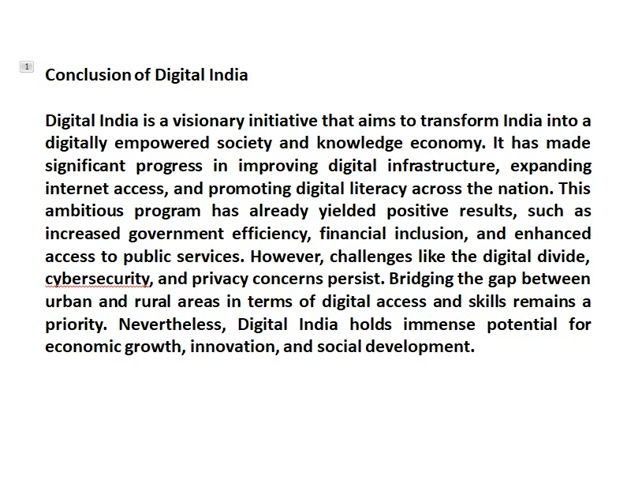 1
Conclusion of Digital India
Digital India is a visionary initiative that aims to transform India into a
digitally empowered society and knowledge economy. It has made
significant progress in improving digital infrastructure, expanding
internet access, and promoting digital literacy across the nation. This
ambitious program has already yielded positive results, such as
increased government efficiency, financial inclusion, and enhanced
access to public services. However, challenges like the digital divide,
cybersecurity, and privacy concerns persist. Bridging the gap between
urban and rural areas in terms of digital access and skills remains a
priority. Nevertheless, Digital India holds immense potential for
economic growth, innovation, and social development.